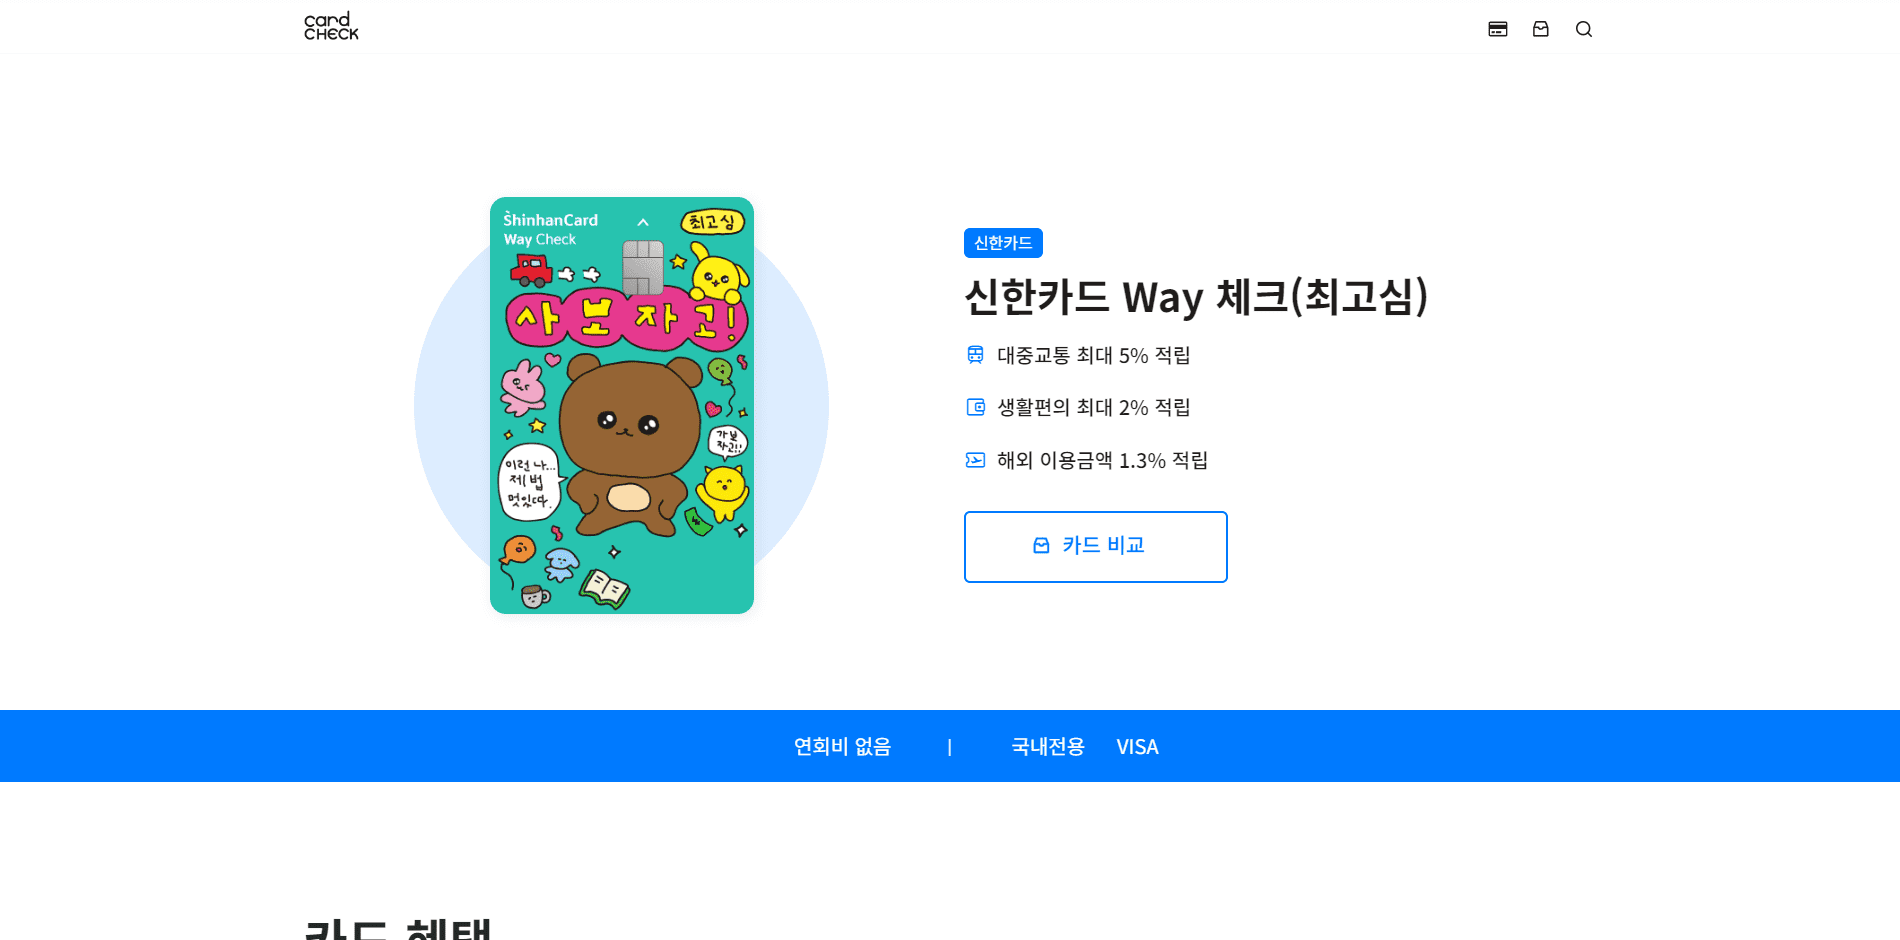 card
CHECK
ShinhanCard
Way Check
최고심
사보자고!
가보
자고!!
이런 나...
제법
멋있다.
신한카드
신한카드 Way 체크(최고심)
대중교통 최대 5% 적립
생활편의 최대 2% 적립
해외 이용금액 1.3% 적립
카드 비교
연회비 없음 | 국내전용 VISA
카드 혜택